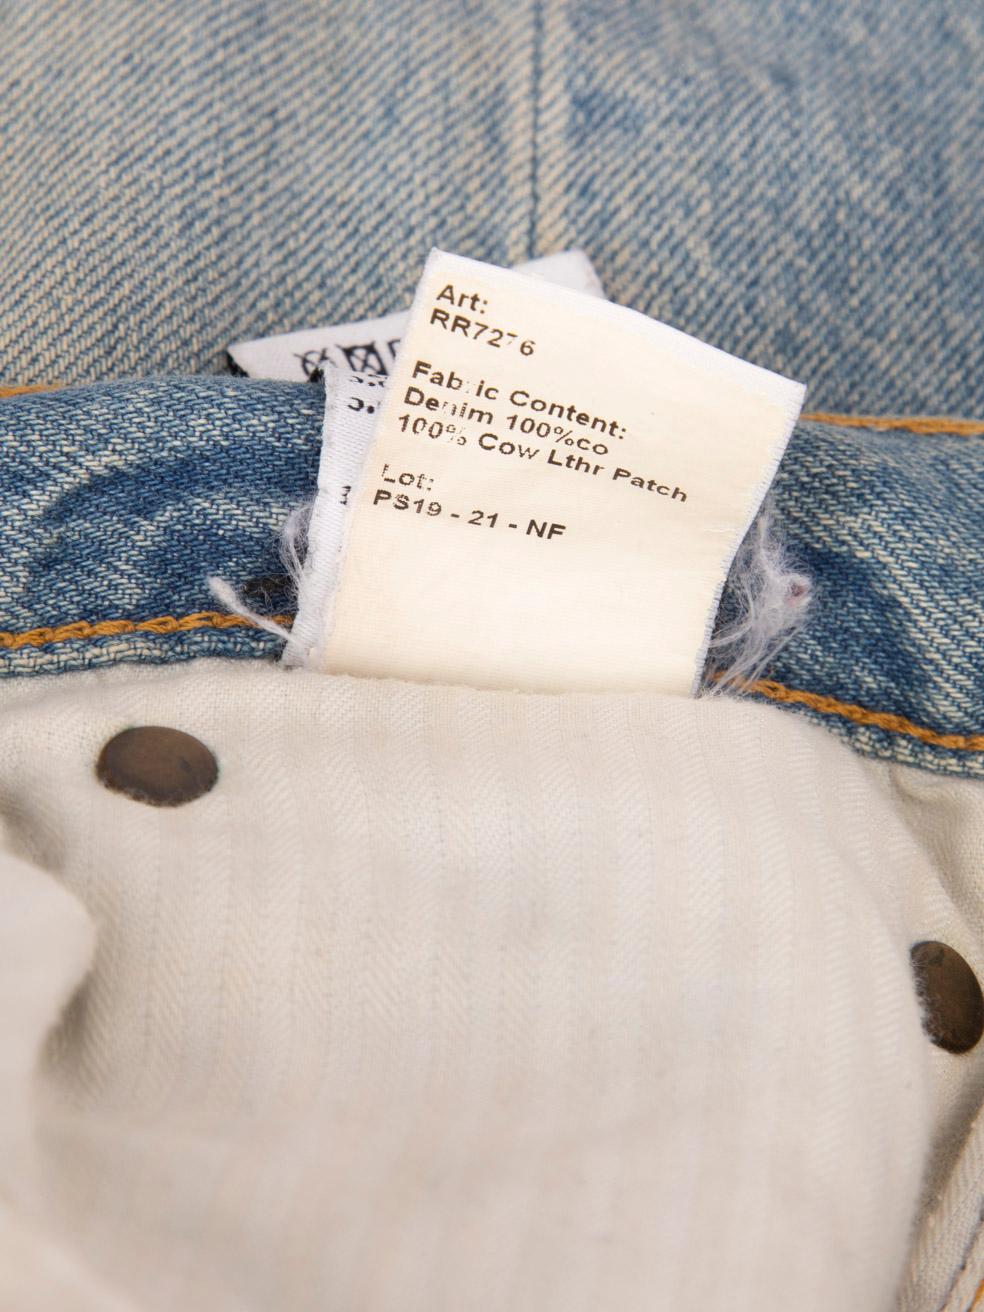 Art:
RR7276
Fabric Content:
Denim 100%co
100% Cow Lthr Patch
Lot:
PS19 - 21 - NF